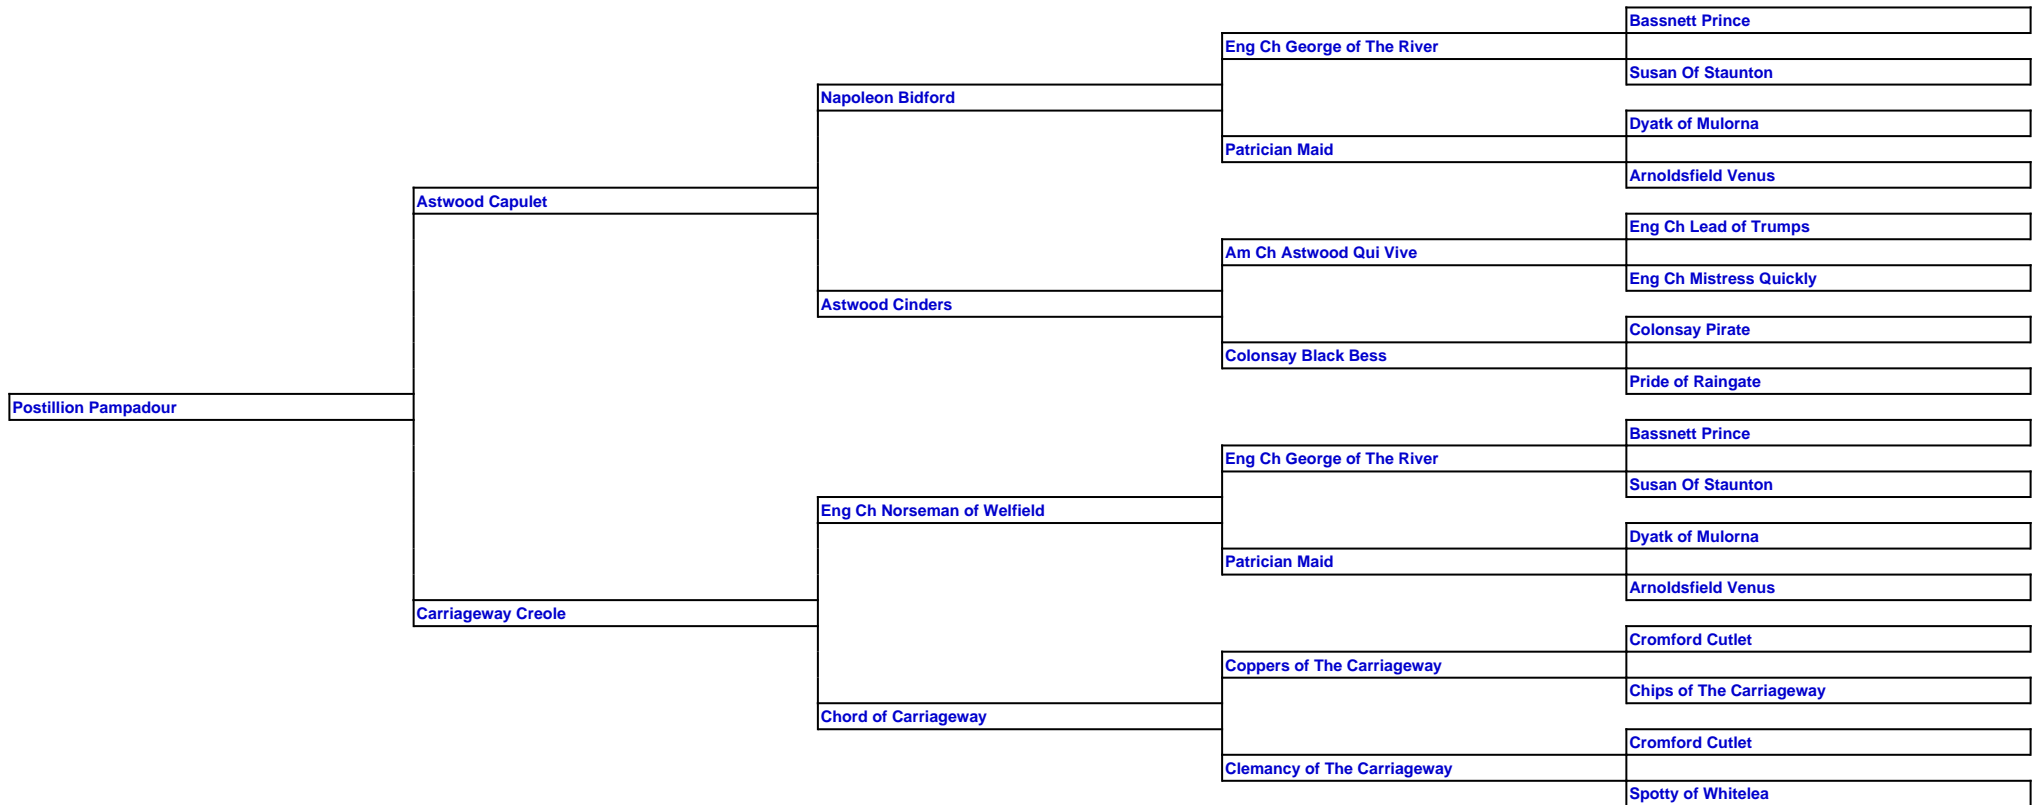 Bassnett Prince
Eng Ch George of The River
Susan Of Staunton
Napoleon Bidford
Dyatk of Mulorna
Patrician Maid
Arnoldsfield Venus
Astwood Capulet
Eng Ch Lead of Trumps
Am Ch Astwood Qui Vive
Eng Ch Mistress Quickly
Astwood Cinders
Colonsay Pirate
Colonsay Black Bess
Pride of Raingate
Postillion Pampadour
Bassnett Prince
Eng Ch George of The River
Susan Of Staunton
Eng Ch Norseman of Welfield
Dyatk of Mulorna
Patrician Maid
Arnoldsfield Venus
Carriageway Creole
Cromford Cutlet
Coppers of The Carriageway
Chips of The Carriageway
Chord of Carriageway
Cromford Cutlet
Clemancy of The Carriageway
Spotty of Whitelea